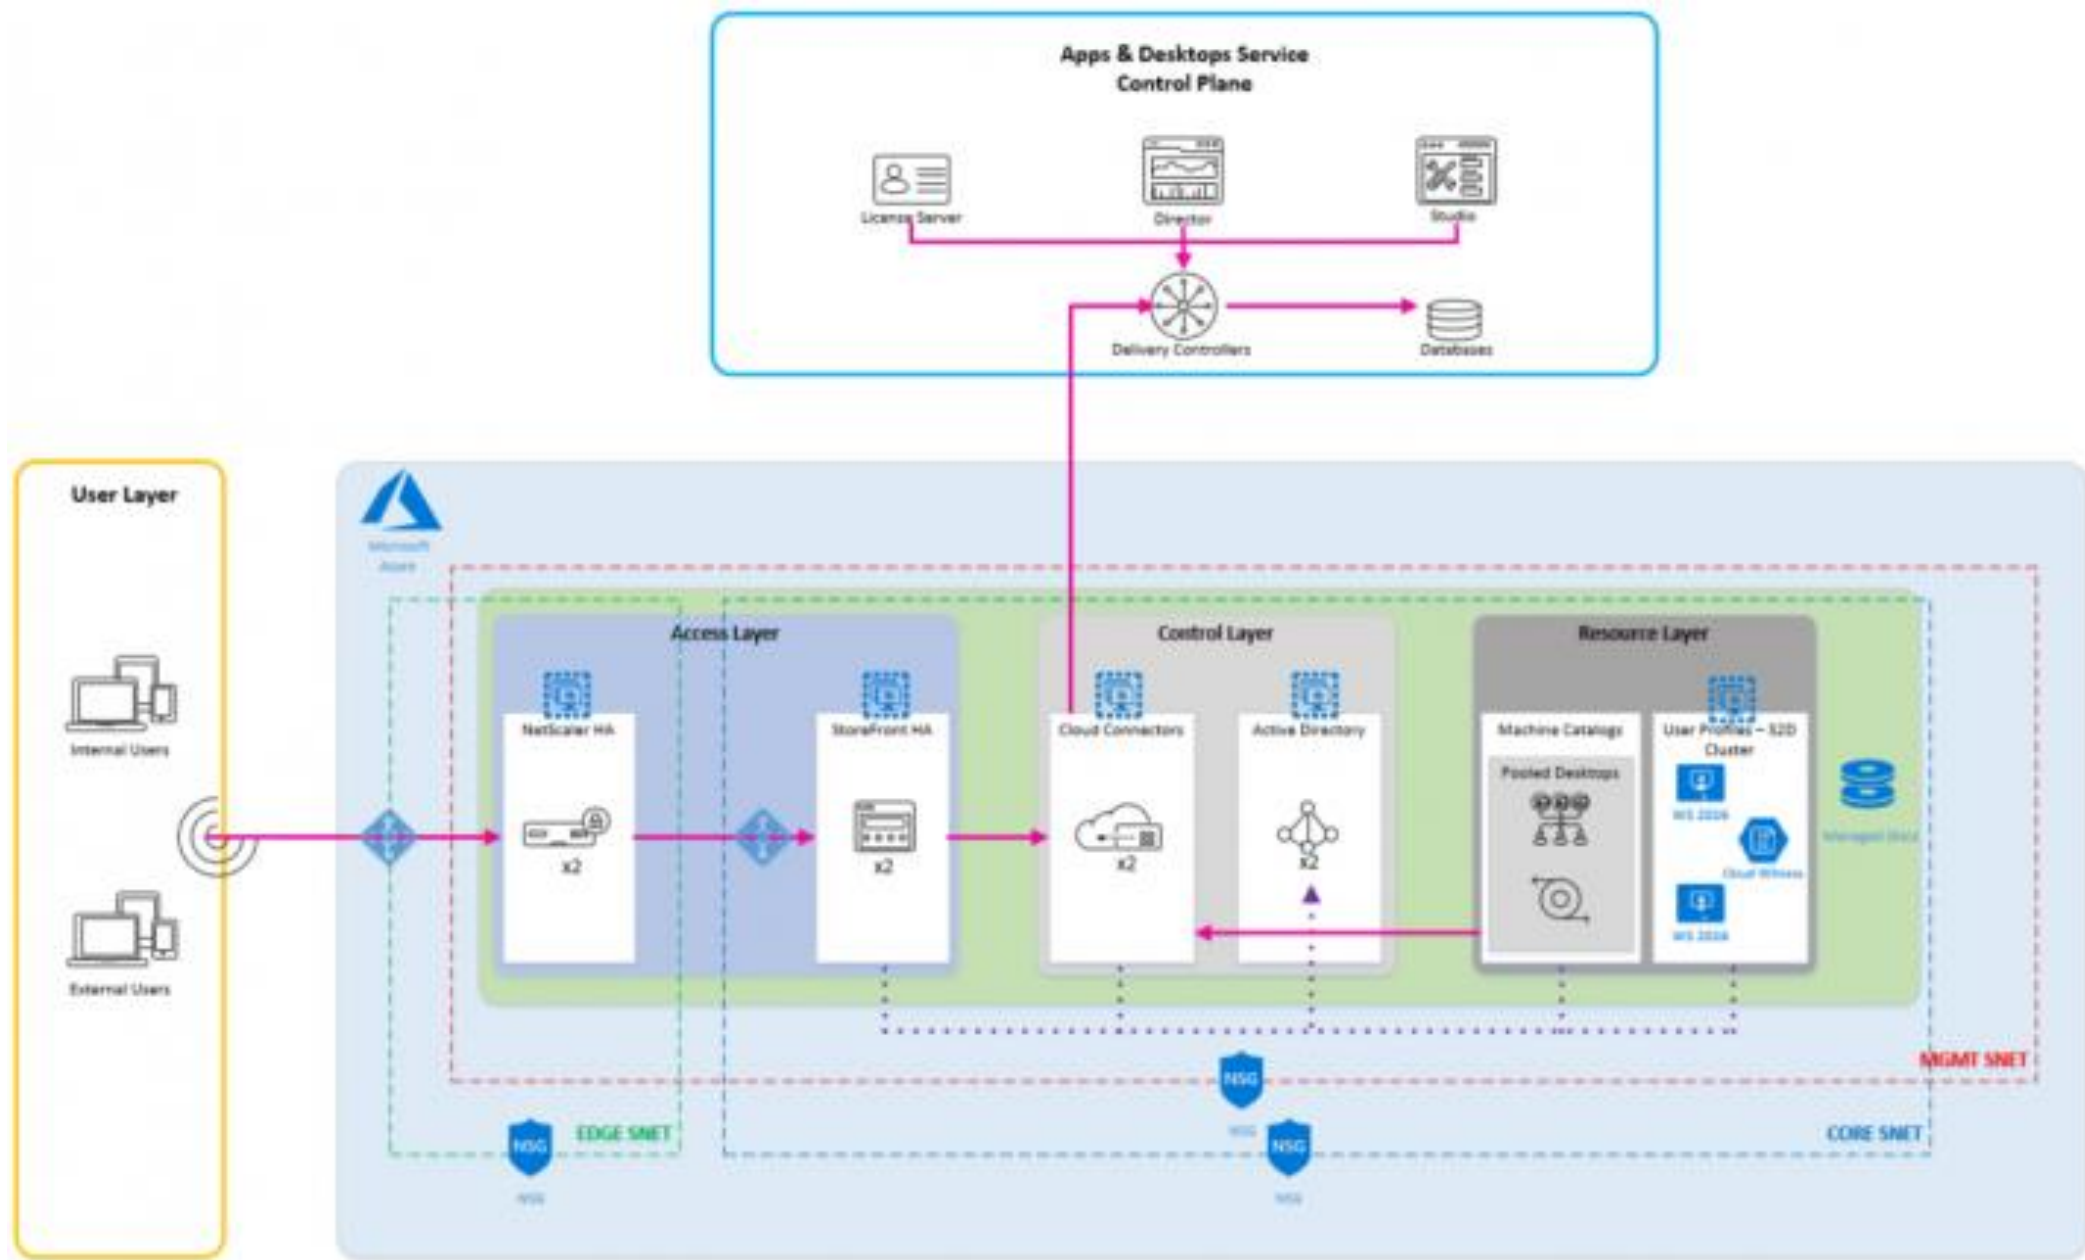 Apps & Desktops Service
Control Plane
License Server
Director
Studio
Delivery Controllers
Databases
User Layer
Internal Users
External Users
Microsoft
Azure
Access Layer
Control Layer
Resource Layer
NetScaler HA
x2
StoreFront HA
x2
Cloud Connectors
x2
Active Directory
x2
Machine Catalogs
Pooled Desktops
User Profiles – S2D
Cluster
WS 2016
Cloud Witness
WS 2016
Managed
MGMT SNET
NSG
NSG
EDGE SNET
NSG
NSG
CORE SNET
NSG
NSG